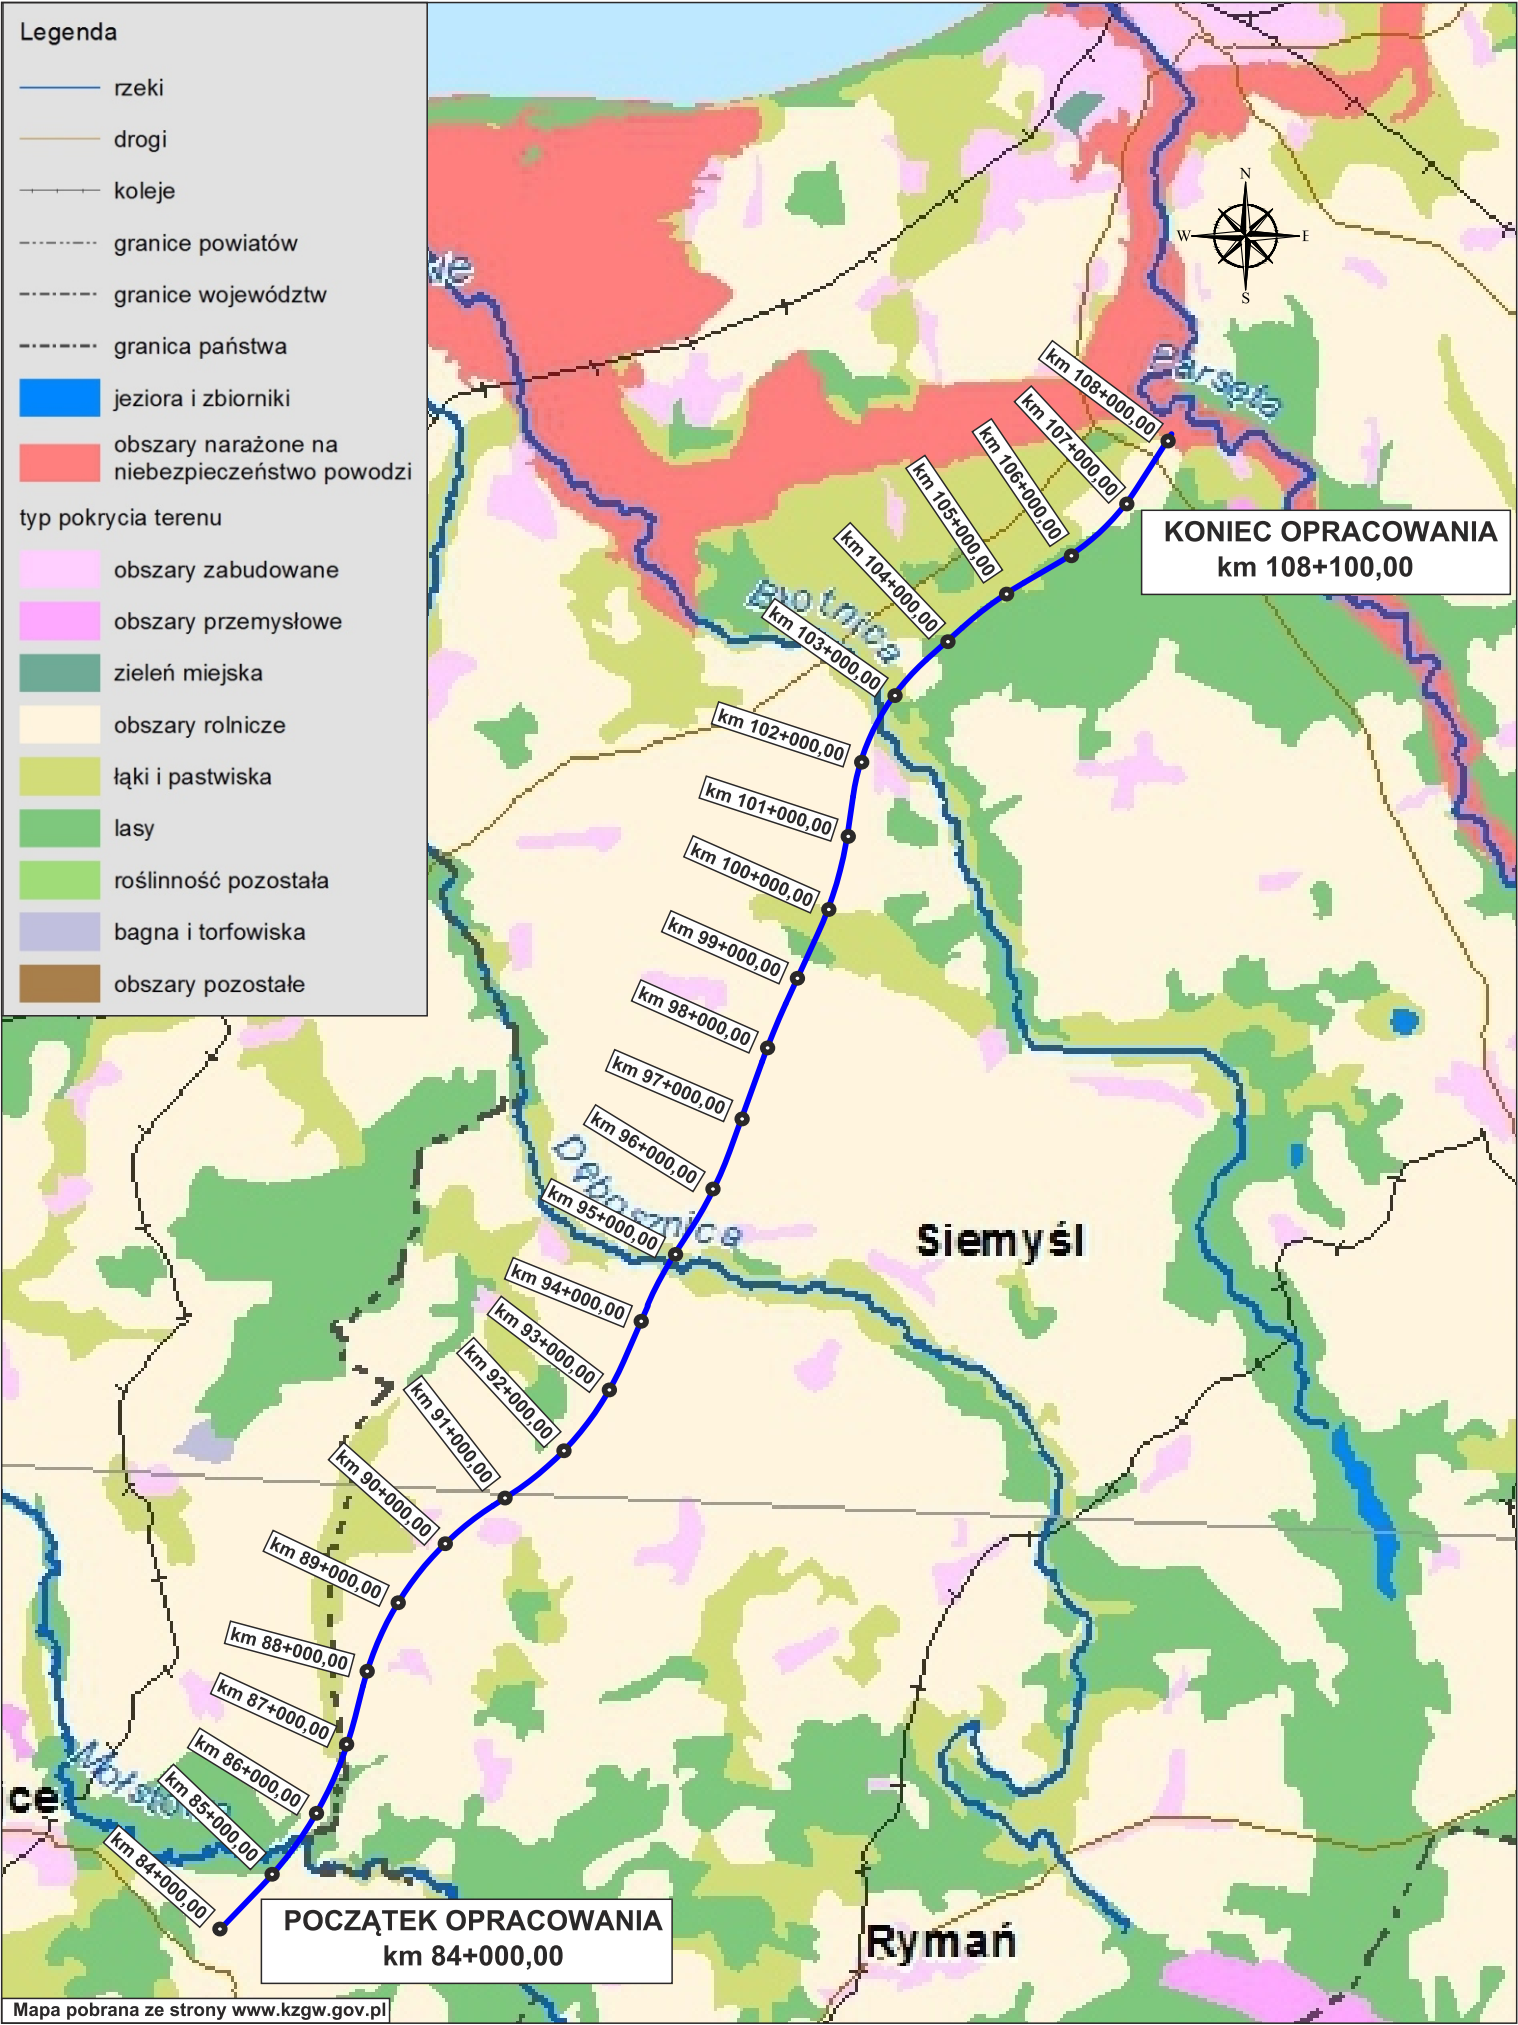 Legenda
rzeki
drogi
koleje
granice powiatów
granice województw
granica państwa
jeziora i zbiorniki
obszary narażone na
niebezpieczeństwo powodzi
typ pokrycia terenu
obszary zabudowane
obszary przemysłowe
zieleń miejska
obszary rolnicze
łąki i pastwiska
lasy
roślinność pozostała
bagna i torfowiska
obszary pozostałe
N
W
E
S
Parsęta
km 108+000,00
km 107+000,00
km 106+000,00
km 105+000,00
km 104+000,00
KONIEC OPRACOWANIA
km 108+100,00
Błotnica
km 103+000,00
km 102+000,00
km 101+000,00
km 100+000,00
km 99+000,00
km 98+000,00
km 97+000,00
km 96+000,00
Dębosznica
km 95+000,00
Siemyśl
km 94+000,00
km 93+000,00
km 92+000,00
km 91+000,00
km 90+000,00
km 89+000,00
km 88+000,00
km 87+000,00
km 86+000,00
km 85+000,00
ice
km 84+000,00
POCZĄTEK OPRACOWANIA
km 84+000,00
Rymań
Mapa pobrana ze strony www.kzgw.gov.pl